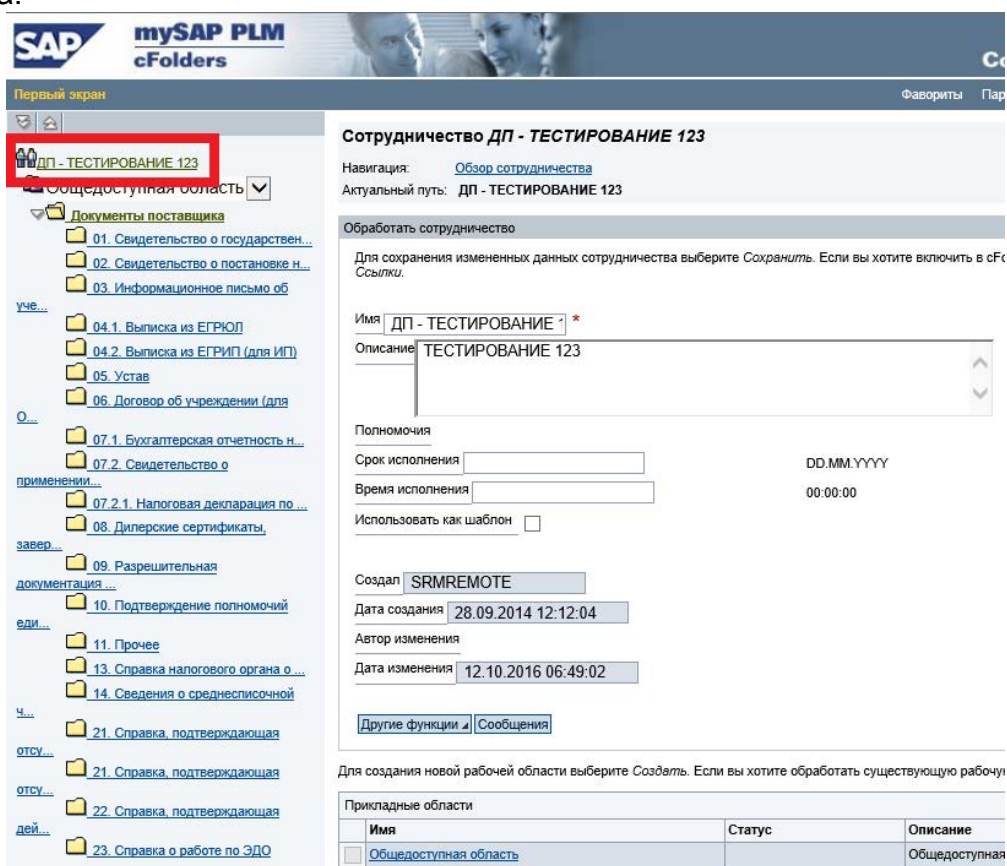 а.
SAP
mySAP PLM
cFolders
Первый экран
Фавориты
ДП - ТЕСТИРОВАНИЕ 123
Общедоступная область
Документы поставщика
01. Свидетельство о государствен...
02. Свидетельство о постановке н...
03. Информационное письмо об
уче...
04.1. Выписка из ЕГРЮЛ
04.2. Выписка из ЕГРИП (для ИП)
05. Устав
06. Договор об учреждении (для
О...
07.1. Бухгалтерская отчетность н...
07.2. Свидетельство о
применении...
07.2.1. Налоговая декларация по ...
08. Дилерские сертификаты,
завер...
09. Разрешительная
документация ...
10. Подтверждение полномочий
еди...
11. Прочее
13. Справка налогового органа о ...
14. Сведения о среднесписочной
ч...
21. Справка, подтверждающая
отсу...
21. Справка, подтверждающая
отсу...
22. Справка, подтверждающая
дей...
23. Справка о работе по ЭДО
Сотрудничество ДП - ТЕСТИРОВАНИЕ 123
Навигация: Обзор сотрудничества
Актуальный путь: ДП - ТЕСТИРОВАНИЕ 123
Обработать сотрудничество
Для сохранения измененных данных сотрудничества выберите Сохранить. Если вы хотите включить в cFo
Ссылки.
Имя ДП - ТЕСТИРОВАНИЕ *
Описание ТЕСТИРОВАНИЕ 123
Полномочия
Срок исполнения DD.MM.YYYY
Время исполнения 00:00:00
Использовать как шаблон
Создал SRMREMOTE
Дата создания 28.09.2014 12:12:04
Автор изменения
Дата изменения 12.10.2016 06:49:02
Другие функции Сообщения
Для создания новой рабочей области выберите Создать. Если вы хотите обработать существующую
Прикладные области
Имя Статус Описание
Общедоступная область Общедоступная